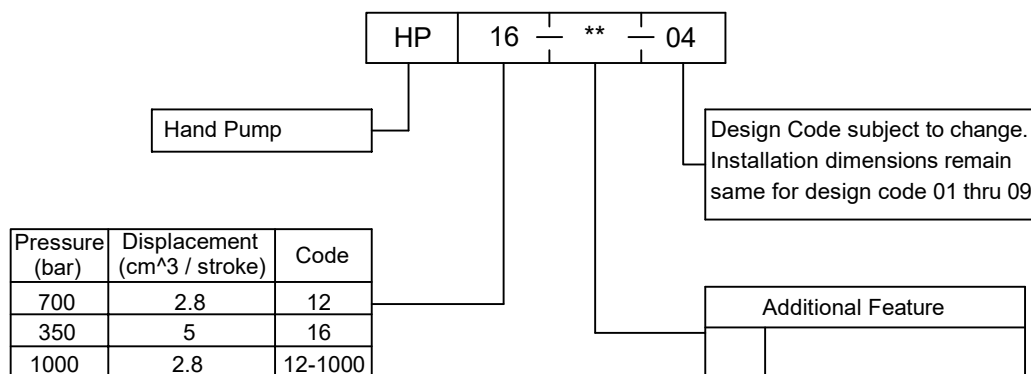 HP 16 — ** — 04
Hand Pump
Design Code subject to change.
Installation dimensions remain
same for design code 01 thru 09
Pressure (bar) Displacement (cm^3 / stroke) Code
700 2.8 12
350 5 16
1000 2.8 12-1000
Additional Feature